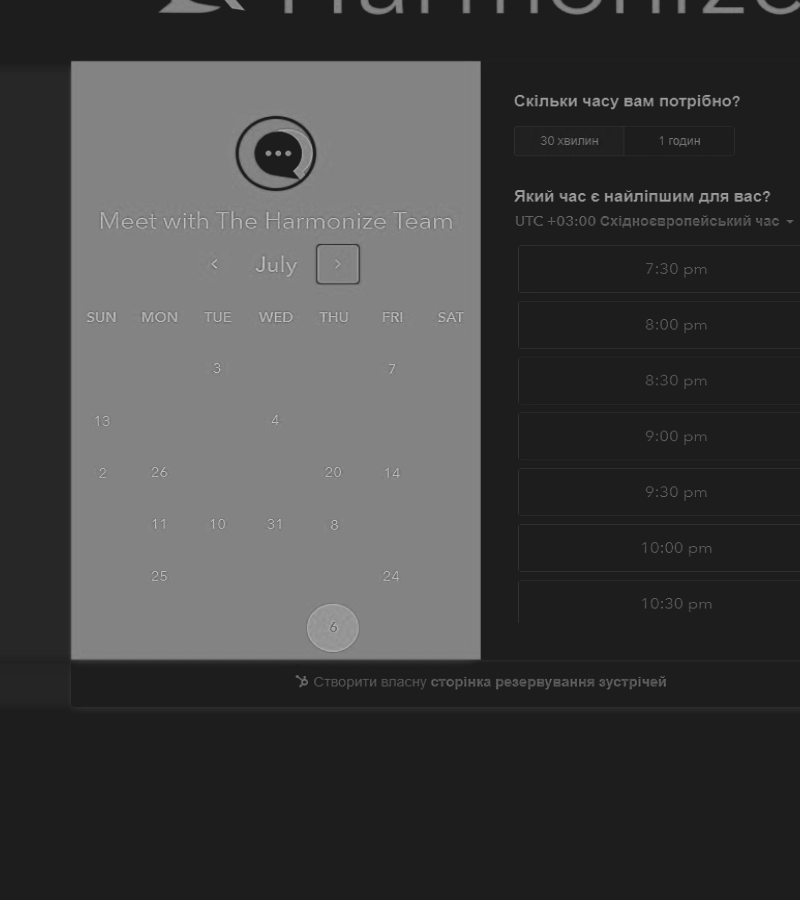 Harmonize
Meet with The Harmonize Team
July
SUN MON TUE WED THU FRI SAT
3 7
13 4
2 26 20 14
11 10 31 8
25 24
6
Скільки часу вам потрібно?
30 хвилин 1 годин
Який час є найліпшим для вас?
UTC +03:00 Східноєвропейський час
7:30 pm
8:00 pm
8:30 pm
9:00 pm
9:30 pm
10:00 pm
10:30 pm
Створити власну сторінка резервування зустрічей